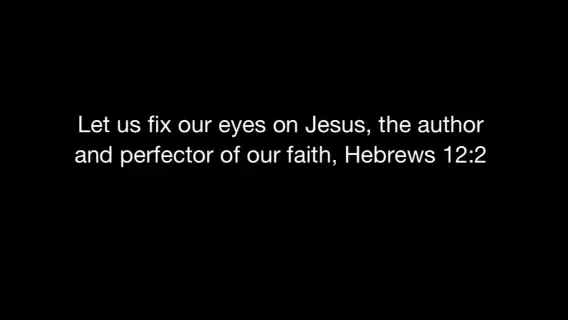 Let us fix our eyes on Jesus, the author
and perfector of our faith, Hebrews 12:2